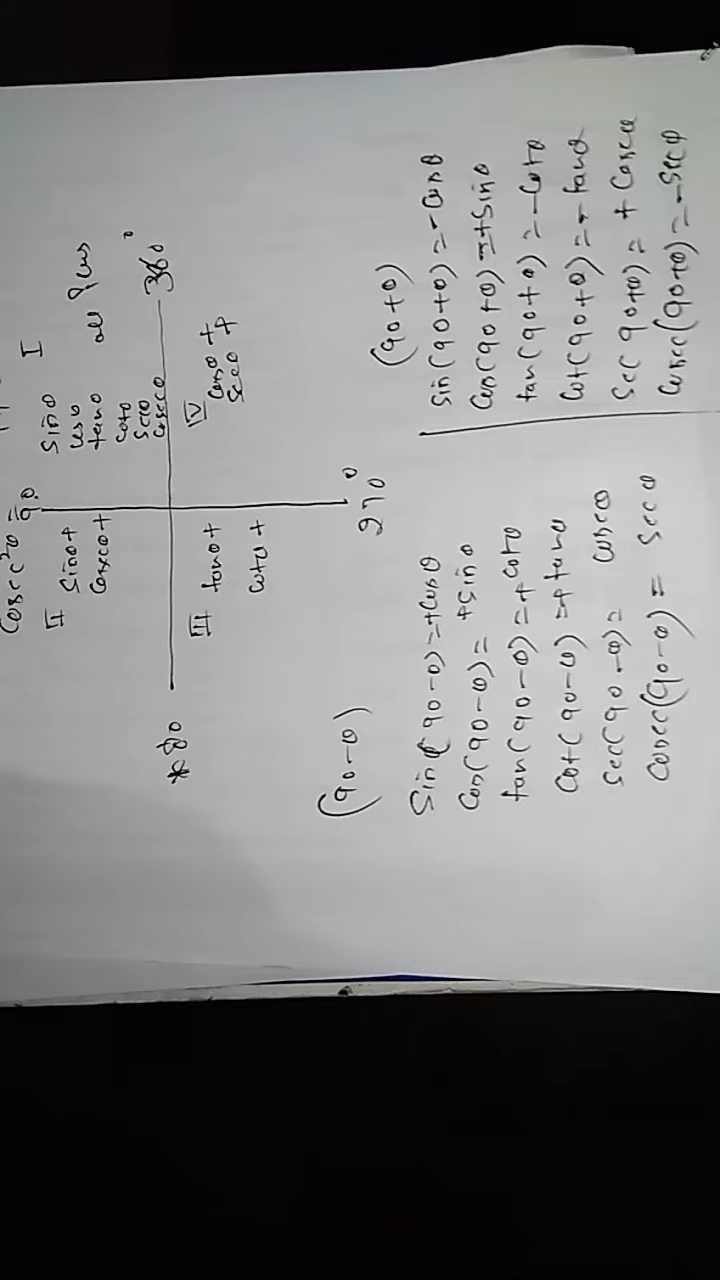 Cosec²θ =
90
II
Sinθ+
Cosecθ+
Sinθ I
Cosθ
tanθ all Plus
Cotθ
Secθ
Cosecθ
180
360°
III tanθ+
Cotθ +
IV Cosθ +
Secθ +
270°
(90-θ)
Sin(90-θ)=+Cosθ
Cos(90-θ)= +Sinθ
tan(90-θ)=+Cotθ
Cot(90-θ)=+tanθ
Sec(90-θ)= Cosecθ
Cosec(90-θ)= Secθ
(90+θ)
Sin(90+θ)=-Cosθ
Cos(90+θ)=+Sinθ
tan(90+θ)=-Cotθ
Cot(90+θ)=-tanθ
Sec(90+θ)= + Cosecθ
Cosec(90+θ)=-Secθ